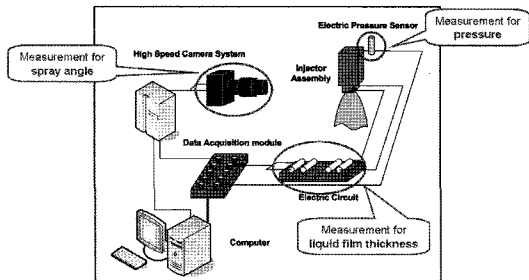 Electric Pressure Sensor
Measurement for
pressure
High Speed Camera System
Measurement for
spray angle
Injector
Assembly
Data Acquisition module
Electric Circuit
Measurement for
liquid film thickness
Computer